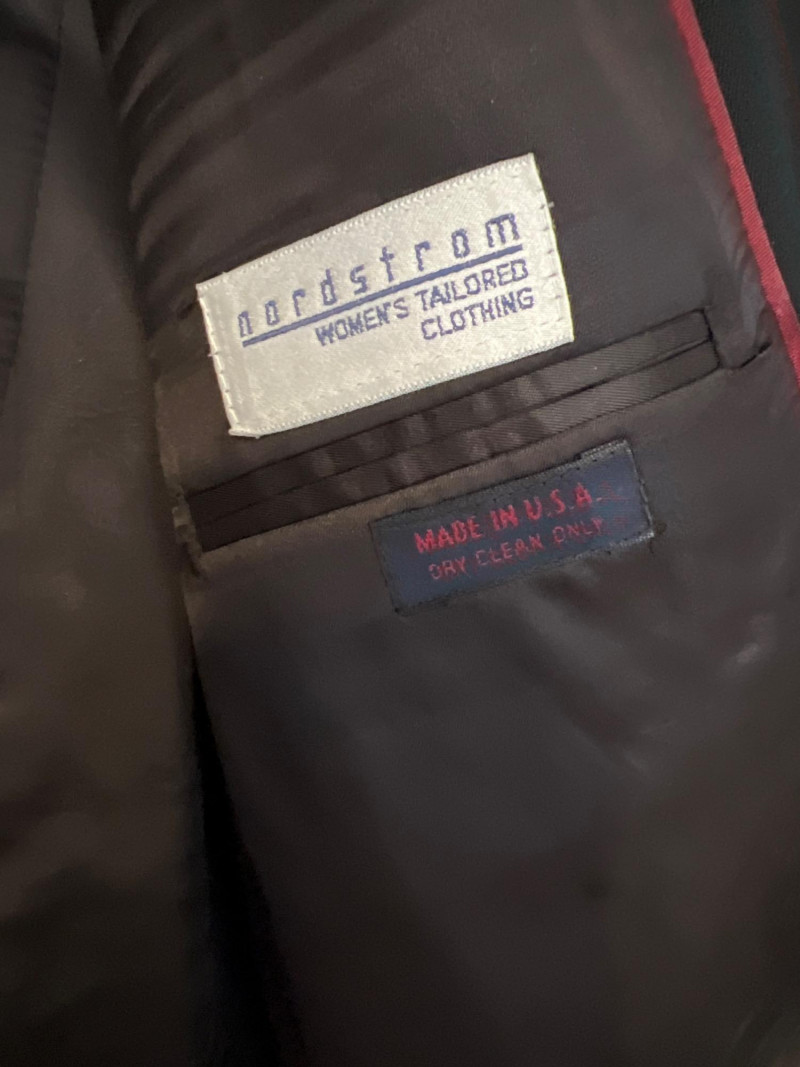 nordstrom
WOMEN'S TAILORED
CLOTHING
MADE IN U.S.A.
DRY CLEAN ONLY